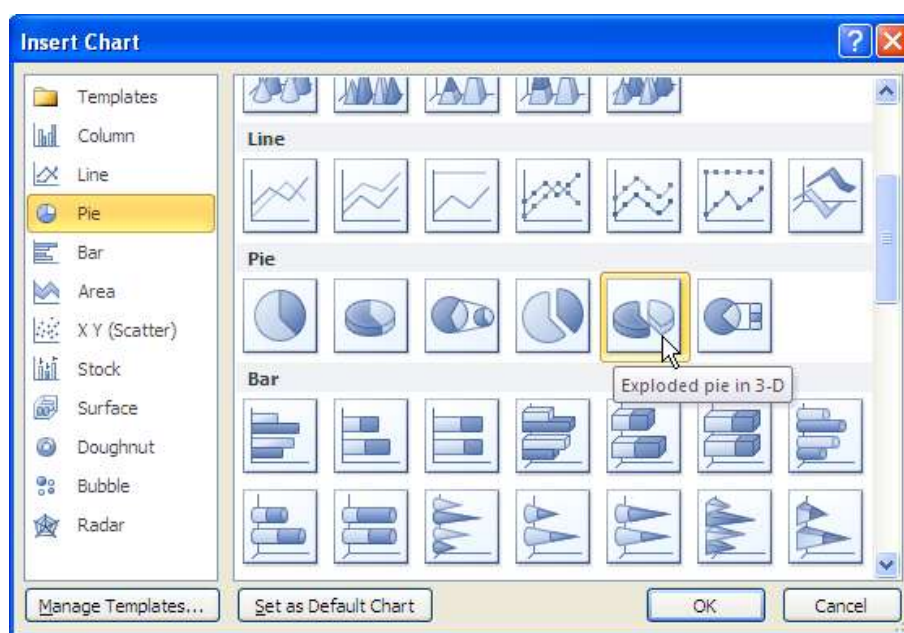 Insert Chart
Templates
Column
Line
Pie
Bar
Area
X Y (Scatter)
Stock
Surface
Doughnut
Bubble
Radar
Line
Pie
Exploded pie in 3-D
Bar
Manage Templates...
Set as Default Chart
OK
Cancel